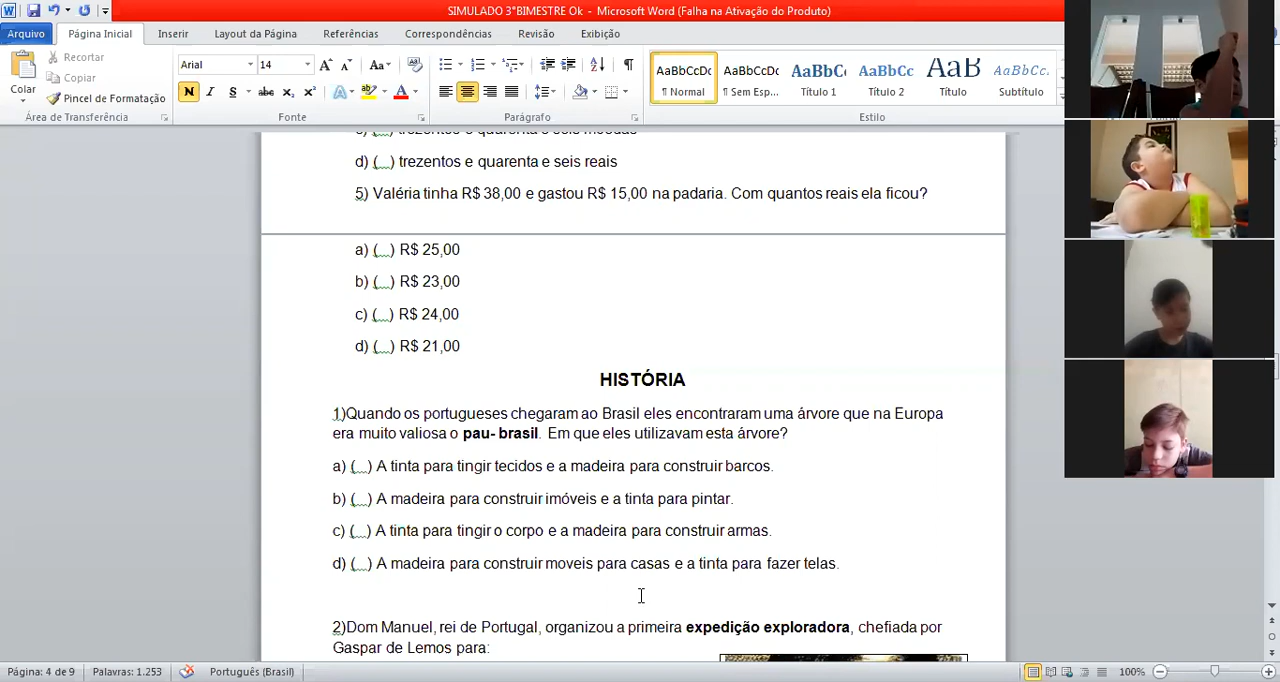 SIMULADO 3°BIMESTRE Ok - Microsoft Word (Falha na Ativação do Produto)
Arquivo Página Inicial Inserir Layout da Página Referências Correspondências Revisão Exibição
Colar
Recortar
Copiar
Pincel de Formatação
Área de Transferência
Arial 14
Aa
N I S abc x₂ x²
A A
Fonte
Parágrafo
AaBbCcDc AaBbCcDc AaBbC AaBbCc AaB AaBbCc.
¶ Normal ¶ Sem Esp... Título 1 Título 2 Título Subtítulo
Estilo
d) (...) trezentos e quarenta e seis reais
5) Valéria tinha R$ 38,00 e gastou R$ 15,00 na padaria. Com quantos reais ela ficou?
a) (...) R$ 25,00
b) (...) R$ 23,00
c) (...) R$ 24,00
d) (...) R$ 21,00
HISTÓRIA
1)Quando os portugueses chegaram ao Brasil eles encontraram uma árvore que na Europa
era muito valiosa o pau- brasil. Em que eles utilizavam esta árvore?
a) (...) A tinta para tingir tecidos e a madeira para construir barcos.
b) (...) A madeira para construir imóveis e a tinta para pintar.
c) (...) A tinta para tingir o corpo e a madeira para construir armas.
d) (...) A madeira para construir moveis para casas e a tinta para fazer telas.
2)Dom Manuel, rei de Portugal, organizou a primeira expedição exploradora, chefiada por
Gaspar de Lemos para:
Página: 4 de 9 Palavras: 1.253 Português (Brasil) 100%